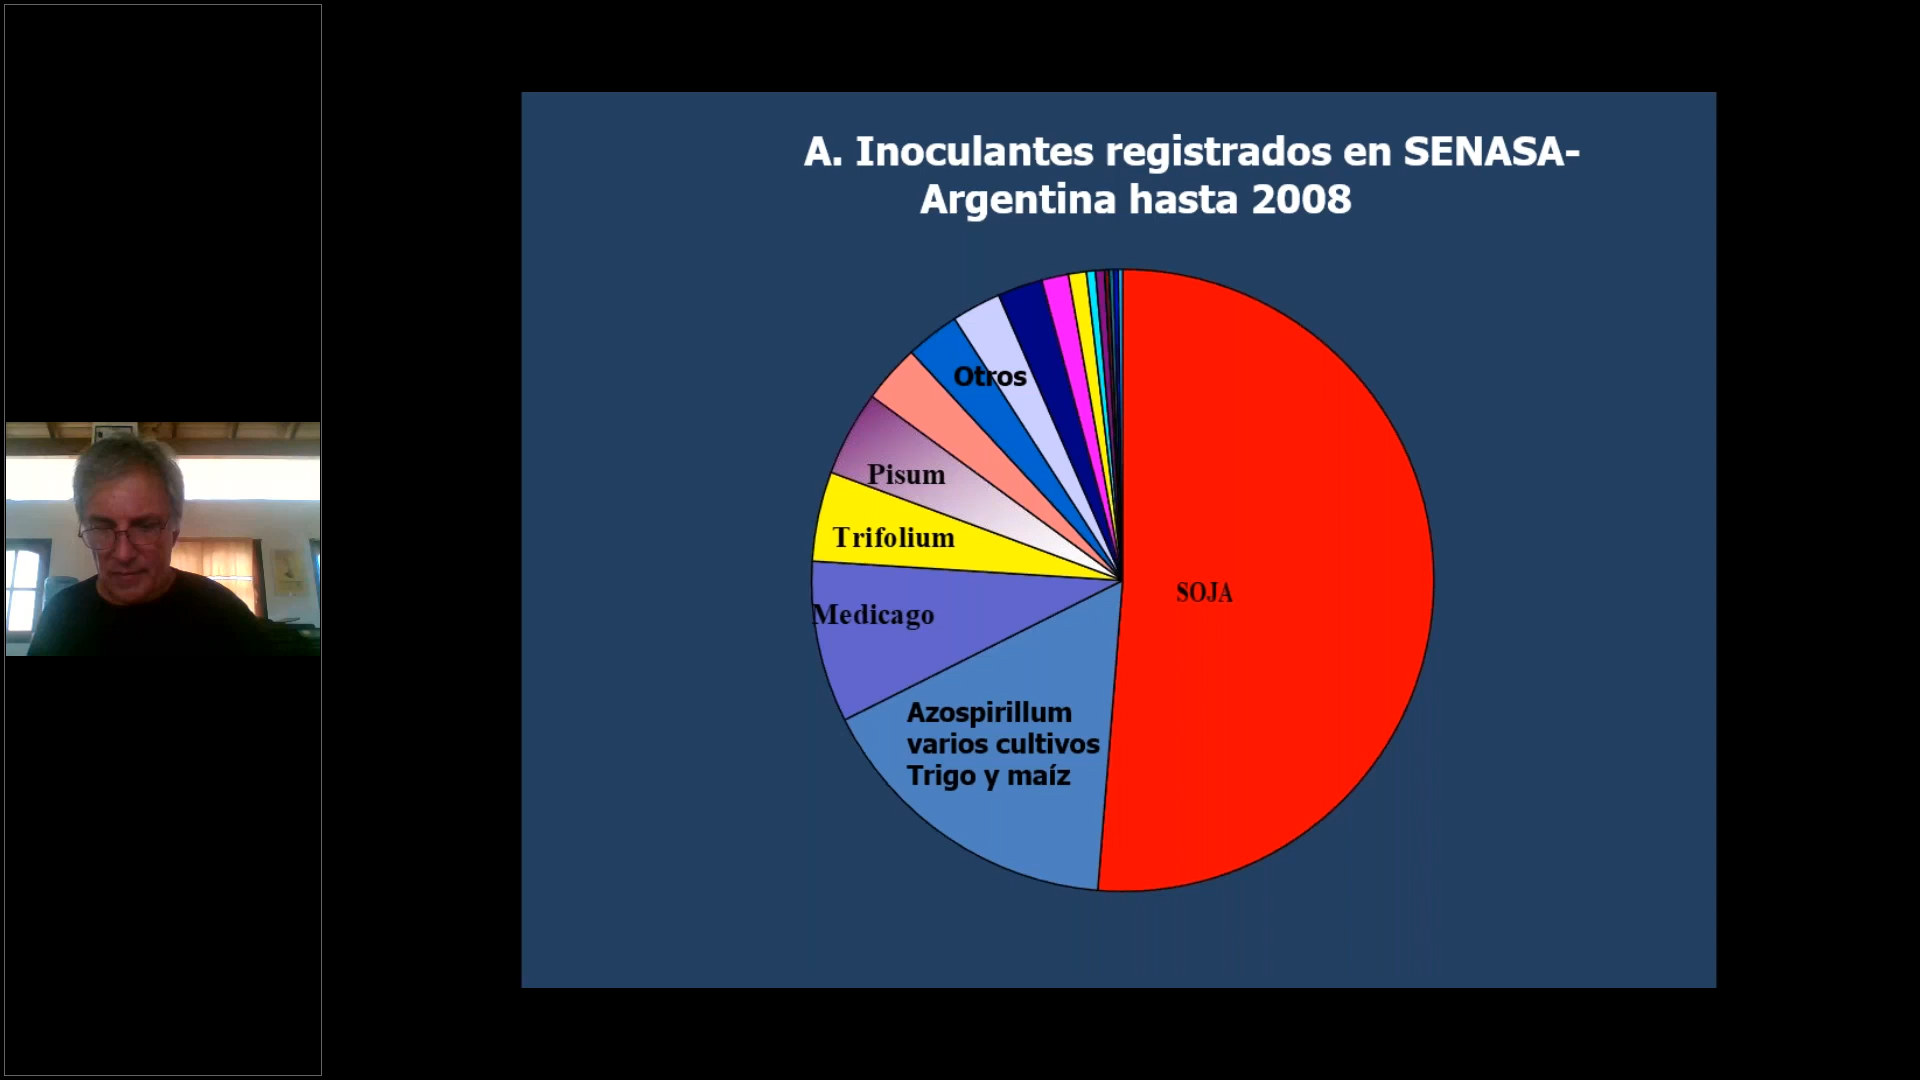 A. Inoculantes registrados en SENASA-
Argentina hasta 2008
Otros
Pisum
Trifolium
SOJA
Medicago
Azospirillum
varios cultivos
Trigo y maíz